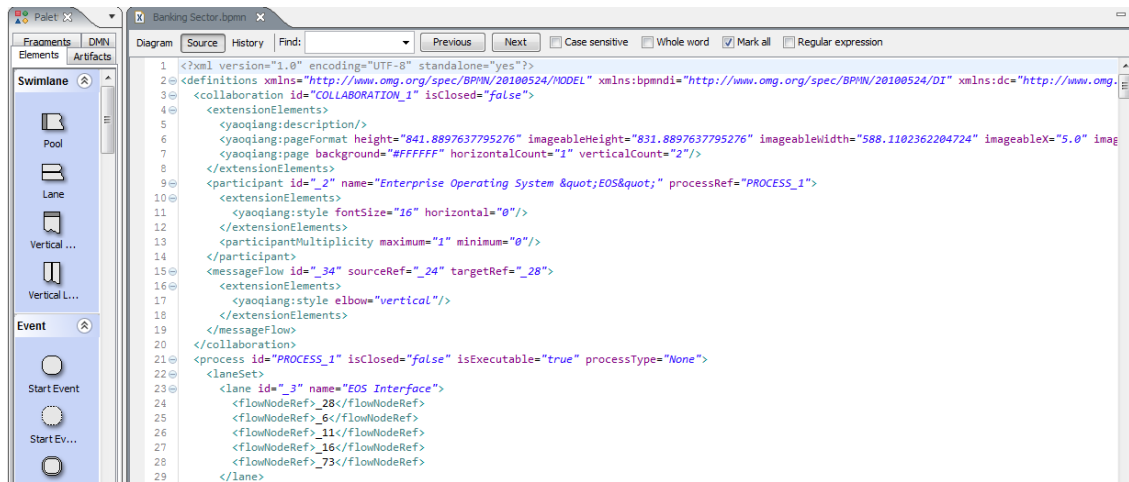 Palet
Fragments DMN
Elements Artifacts
Swimlane
Pool
Lane
Vertical ...
Vertical L...
Event
Start Event
Start Ev...
Banking Sector.bpmn
Diagram Source History Find: Previous Next Case sensitive Whole word Mark all Regular expression
1 <?xml version="1.0" encoding="UTF-8" standalone="yes"?>
2 <definitions xmlns="http://www.omg.org/spec/BPMN/20100524/MODEL" xmlns:bpmndi="http://www.omg.org/spec/BPMN/20100524/DI" xmlns:dc="http://www.omg.
3 <collaboration id="COLLABORATION_1" isClosed="false">
4 <extensionElements>
5 <yaoqiang:description/>
6 <yaoqiang:pageFormat height="841.8897637795276" imageableHeight="831.8897637795276" imageableWidth="588.1102362204724" imageableX="5.0" imag
7 <yaoqiang:page background="#FFFFFF" horizontalCount="1" verticalCount="2"/>
8 </extensionElements>
9 <participant id="_2" name="Enterprise Operating System &quot;EOS&quot;" processRef="PROCESS_1">
10 <extensionElements>
11 <yaoqiang:style fontSize="16" horizontal="0"/>
12 </extensionElements>
13 <participantMultiplicity maximum="1" minimum="0"/>
14 </participant>
15 <messageFlow id="_34" sourceRef="_24" targetRef="_28">
16 <extensionElements>
17 <yaoqiang:style elbow="vertical"/>
18 </extensionElements>
19 </messageFlow>
20 </collaboration>
21 <process id="PROCESS_1" isClosed="false" isExecutable="true" processType="None">
22 <laneSet>
23 <lane id="_3" name="EOS Interface">
24 <flowNodeRef>_28</flowNodeRef>
25 <flowNodeRef>_6</flowNodeRef>
26 <flowNodeRef>_11</flowNodeRef>
27 <flowNodeRef>_16</flowNodeRef>
28 <flowNodeRef>_73</flowNodeRef>
29 </lane>